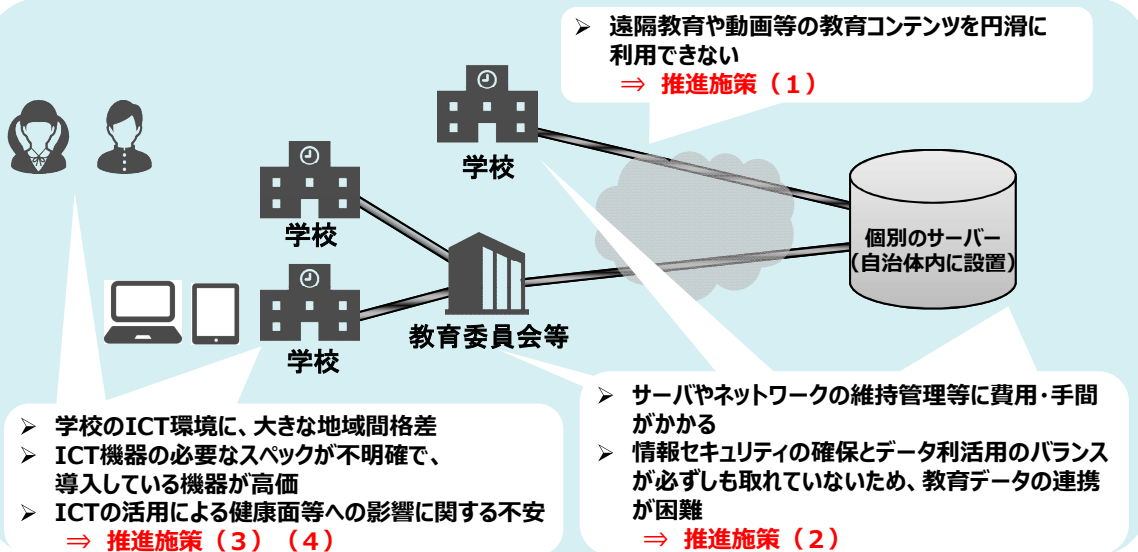 ➢ 遠隔教育や動画等の教育コンテンツを円滑に
利用できない
⇒ 推進施策（１）
学校
学校
個別のサーバー
(自治体内に設置)
教育委員会等
学校
➢ 学校のICT環境に、大きな地域間格差
➢ ICT機器の必要なスペックが不明確で、
導入している機器が高価
➢ ICTの活用による健康面等への影響に関する不安
⇒ 推進施策（３）（４）
➢ サーバやネットワークの維持管理等に費用・手間
がかかる
➢ 情報セキュリティの確保とデータ利活用のバランス
が必ずしも取れていないため、教育データの連携
が困難
⇒ 推進施策（２）